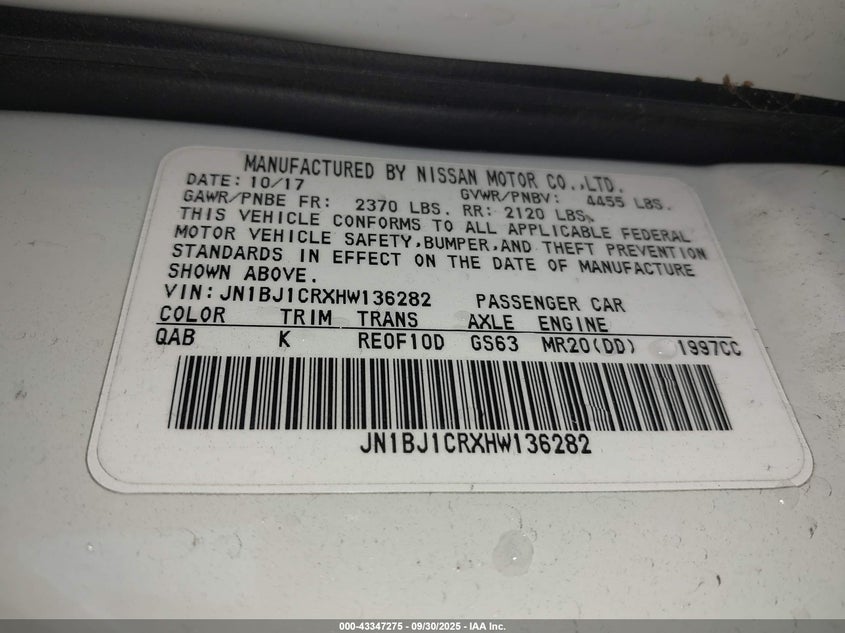 MANUFACTURED BY NISSAN MOTOR CO.,LTD.
DATE: 10/17 GVWR/PNBV: 4455 LBS.
GAWR/PNBE FR: 2370 LBS. RR: 2120 LBS.
THIS VEHICLE CONFORMS TO ALL APPLICABLE FEDERAL
MOTOR VEHICLE SAFETY,BUMPER,AND THEFT PREVENTION
STANDARDS IN EFFECT ON THE DATE OF MANUFACTURE
SHOWN ABOVE.
VIN:JN1BJ1CRXHW136282 PASSENGER CAR
COLOR TRIM TRANS AXLE ENGINE
QAB K RE0F10D GS63 MR20(DD) 1997CC
JN1BJ1CRXHW136282
000-43347275 - 09/30/2025 - IAA Inc.